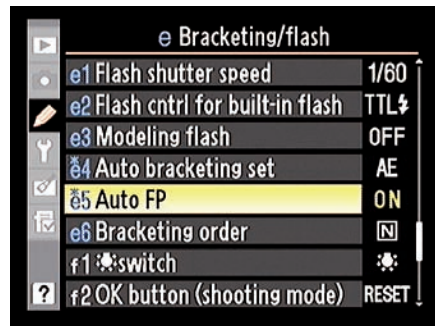 e Bracketing/flash
e1 Flash shutter speed 1/60
e2 Flash cntrl for built-in flash TTL⚡
e3 Modeling flash OFF
*e4 Auto bracketing set AE
*e5 Auto FP ON
e6 Bracketing order N
f1 switch
f2 OK button (shooting mode) RESET
?